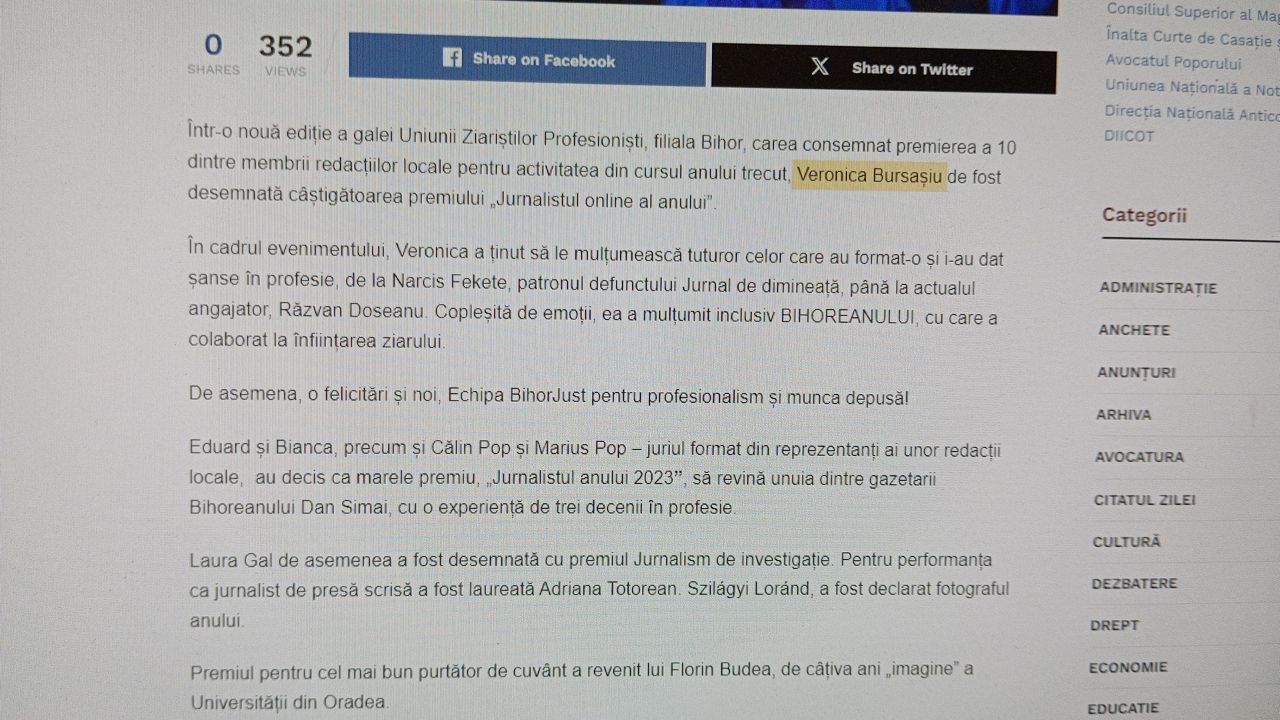 0
SHARES
352
VIEWS
Share on Facebook
Share on Twitter
Într-o nouă ediție a galei Uniunii Ziariștilor Profesioniști, filiala Bihor, carea consemnat premierea a 10
dintre membrii redacțiilor locale pentru activitatea din cursul anului trecut, Veronica Bursașiu de fost
desemnată câștigătoarea premiului „Jurnalistul online al anului”.
În cadrul evenimentului, Veronica a ținut să le mulțumească tuturor celor care au format-o și i-au dat
șanse în profesie, de la Narcis Fekete, patronul defunctului Jurnal de dimineață, până la actualul
angajator, Răzvan Doseanu. Copleșită de emoții, ea a mulțumit inclusiv BIHOREANULUI, cu care a
colaborat la înființarea ziarului.
De asemena, o felicitări și noi, Echipa BihorJust pentru profesionalism și munca depusă!
Eduard și Bianca, precum și Călin Pop și Marius Pop – juriul format din reprezentanți ai unor redacții
locale, au decis ca marele premiu, „Jurnalistul anului 2023”, să revină unuia dintre gazetarii
Bihoreanului Dan Simai, cu o experiență de trei decenii în profesie.
Laura Gal de asemenea a fost desemnată cu premiul Jurnalism de investigație. Pentru performanța
ca jurnalist de presă scrisă a fost laureată Adriana Totorean. Szilágyi Loránd, a fost declarat fotograful
anului.
Premiul pentru cel mai bun purtător de cuvânt a revenit lui Florin Budea, de câțiva ani „imagine” a
Universității din Oradea.
Consiliul Superior al Mag
Înalta Curte de Casație
Avocatul Poporului
Uniunea Națională a Not
Direcția Națională Antico
DIICOT
Categorii
ADMINISTRAȚIE
ANCHETE
ANUNȚURI
ARHIVA
AVOCATURA
CITATUL ZILEI
CULTURĂ
DEZBATERE
DREPT
ECONOMIE
EDUCATIE